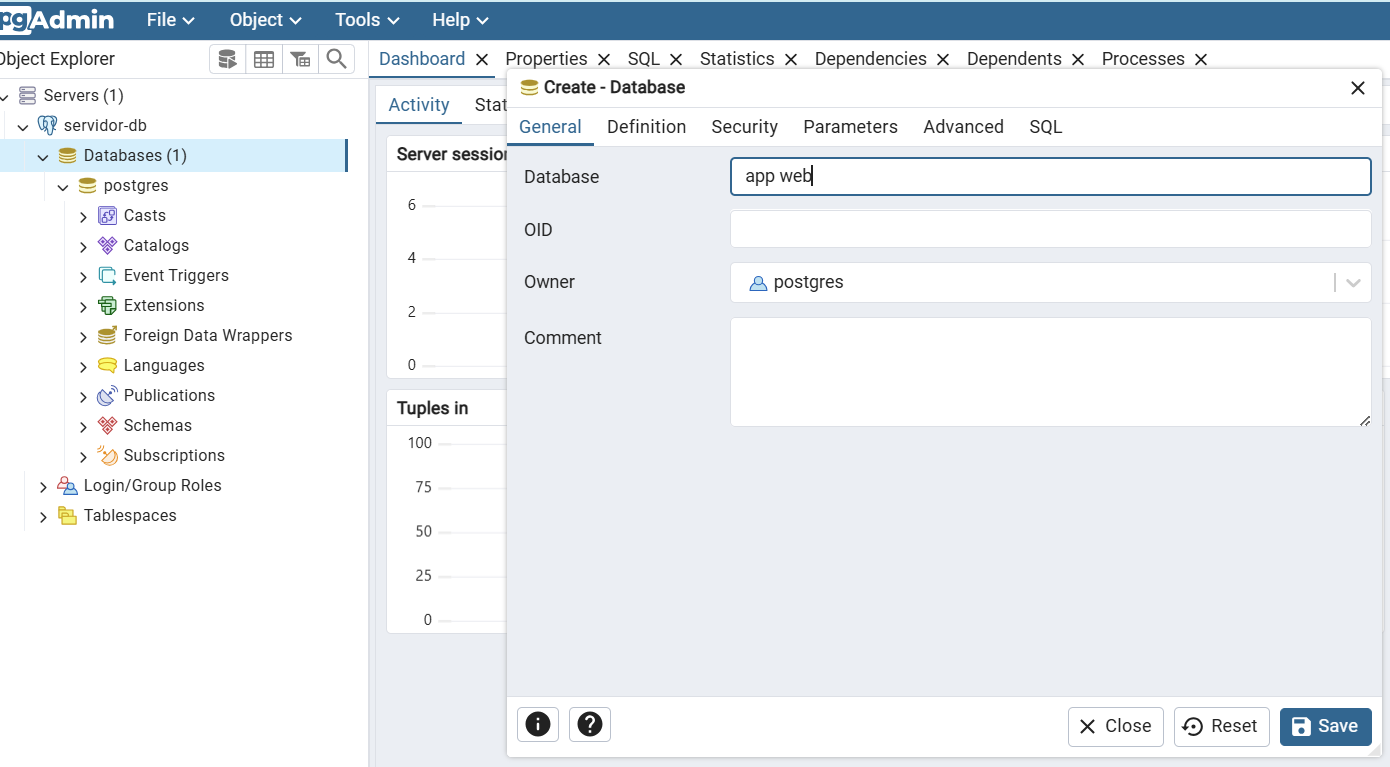 pgAdmin File Object Tools Help
Object Explorer
Servers (1)
servidor-db
Databases (1)
postgres
Casts
Catalogs
Event Triggers
Extensions
Foreign Data Wrappers
Languages
Publications
Schemas
Subscriptions
Login/Group Roles
Tablespaces
Dashboard Properties SQL Statistics Dependencies Dependents Processes
Activity Stat
Server session
6
4
2
0
Tuples in
100
75
50
25
0
Create - Database
General Definition Security Parameters Advanced SQL
Database app web
OID
Owner postgres
Comment
Close Reset Save